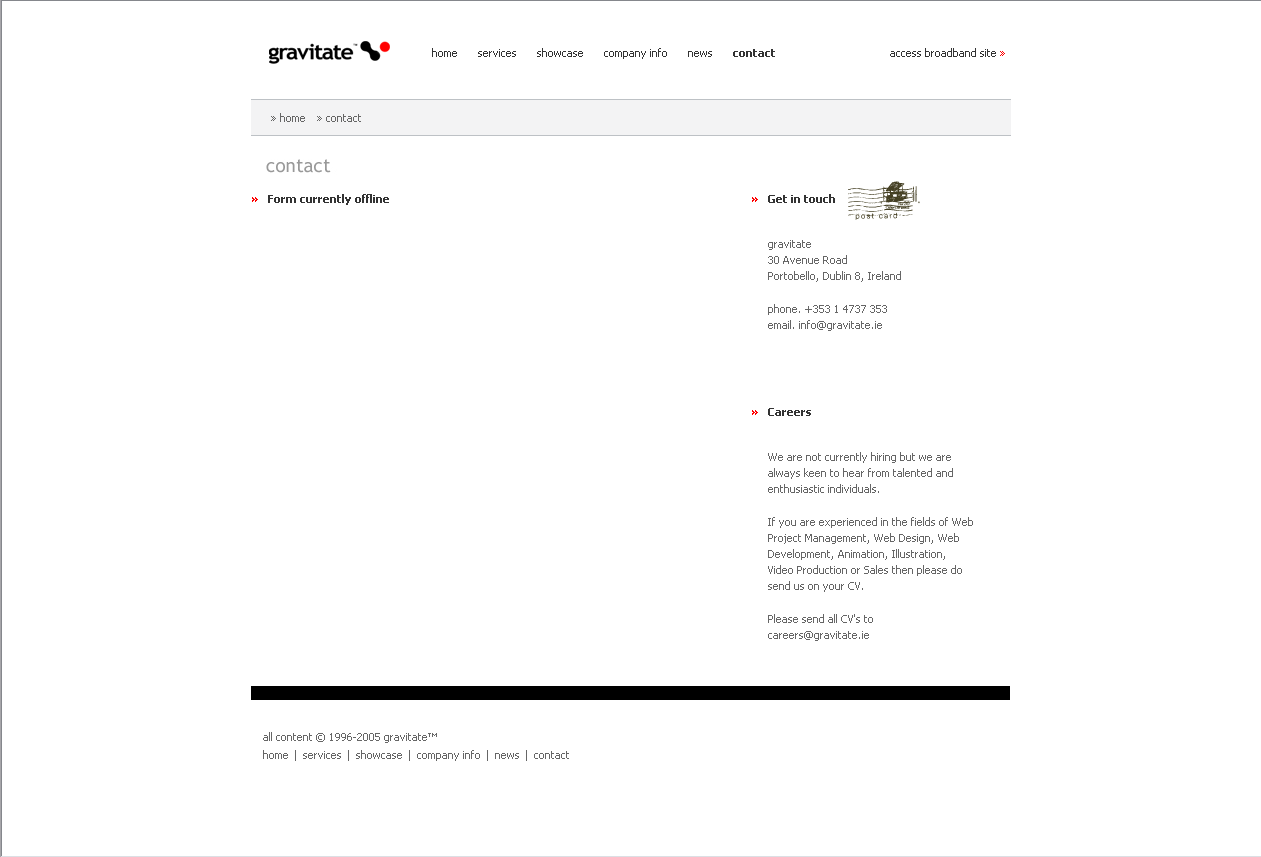 gravitate™
home services showcase company info news contact access broadband site »
» home » contact
contact
» Form currently offline
» Get in touch
post card
gravitate
30 Avenue Road
Portobello, Dublin 8, Ireland
phone. +353 1 4737 353
email. info@gravitate.ie
» Careers
We are not currently hiring but we are
always keen to hear from talented and
enthusiastic individuals.
If you are experienced in the fields of Web
Project Management, Web Design, Web
Development, Animation, Illustration,
Video Production or Sales then please do
send us on your CV.
Please send all CV's to
careers@gravitate.ie
all content © 1996-2005 gravitate™
home | services | showcase | company info | news | contact